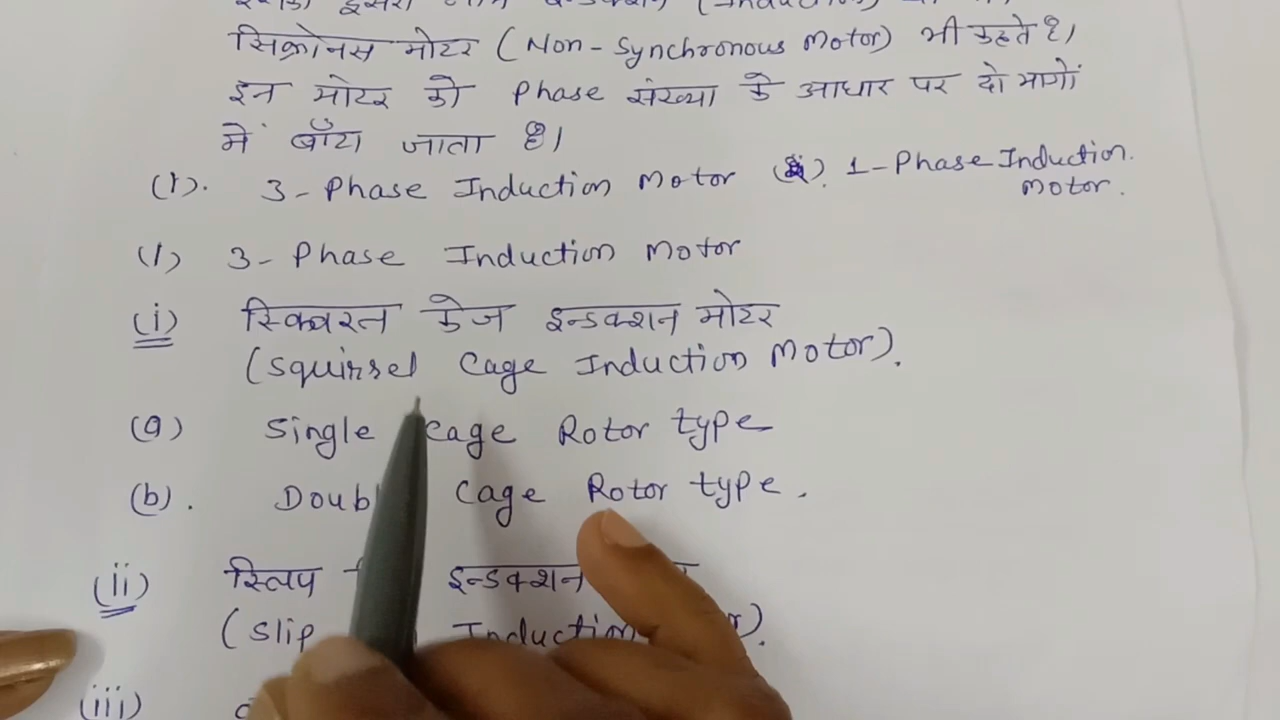 सिंक्रोनस मोटर (Non-Synchronous Motor) भी कहते है।
इन मोटर को Phase संख्या के आधार पर दो भागों
में बाँटा जाता है।
(1). 3-Phase Induction Motor 1-Phase Induction Motor.
(1) 3-Phase Induction Motor
(i) स्क्विरल केज इन्डक्शन मोटर
(Squirrel Cage Induction Motor).
(a) Single Cage Rotor type
(b). Cage Rotor type.
(ii) स्लिप इन्डक्शन
(Slip Induction
(iii)